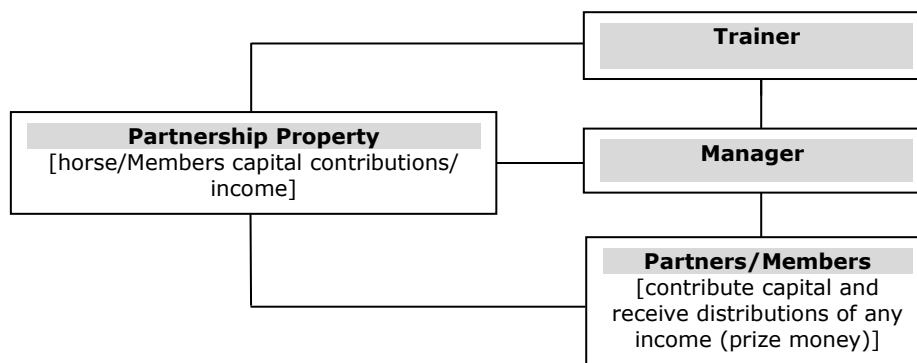 Trainer
Partnership Property
[horse/Members capital contributions/
income]
Manager
Partners/Members
[contribute capital and
receive distributions of any
income (prize money)]